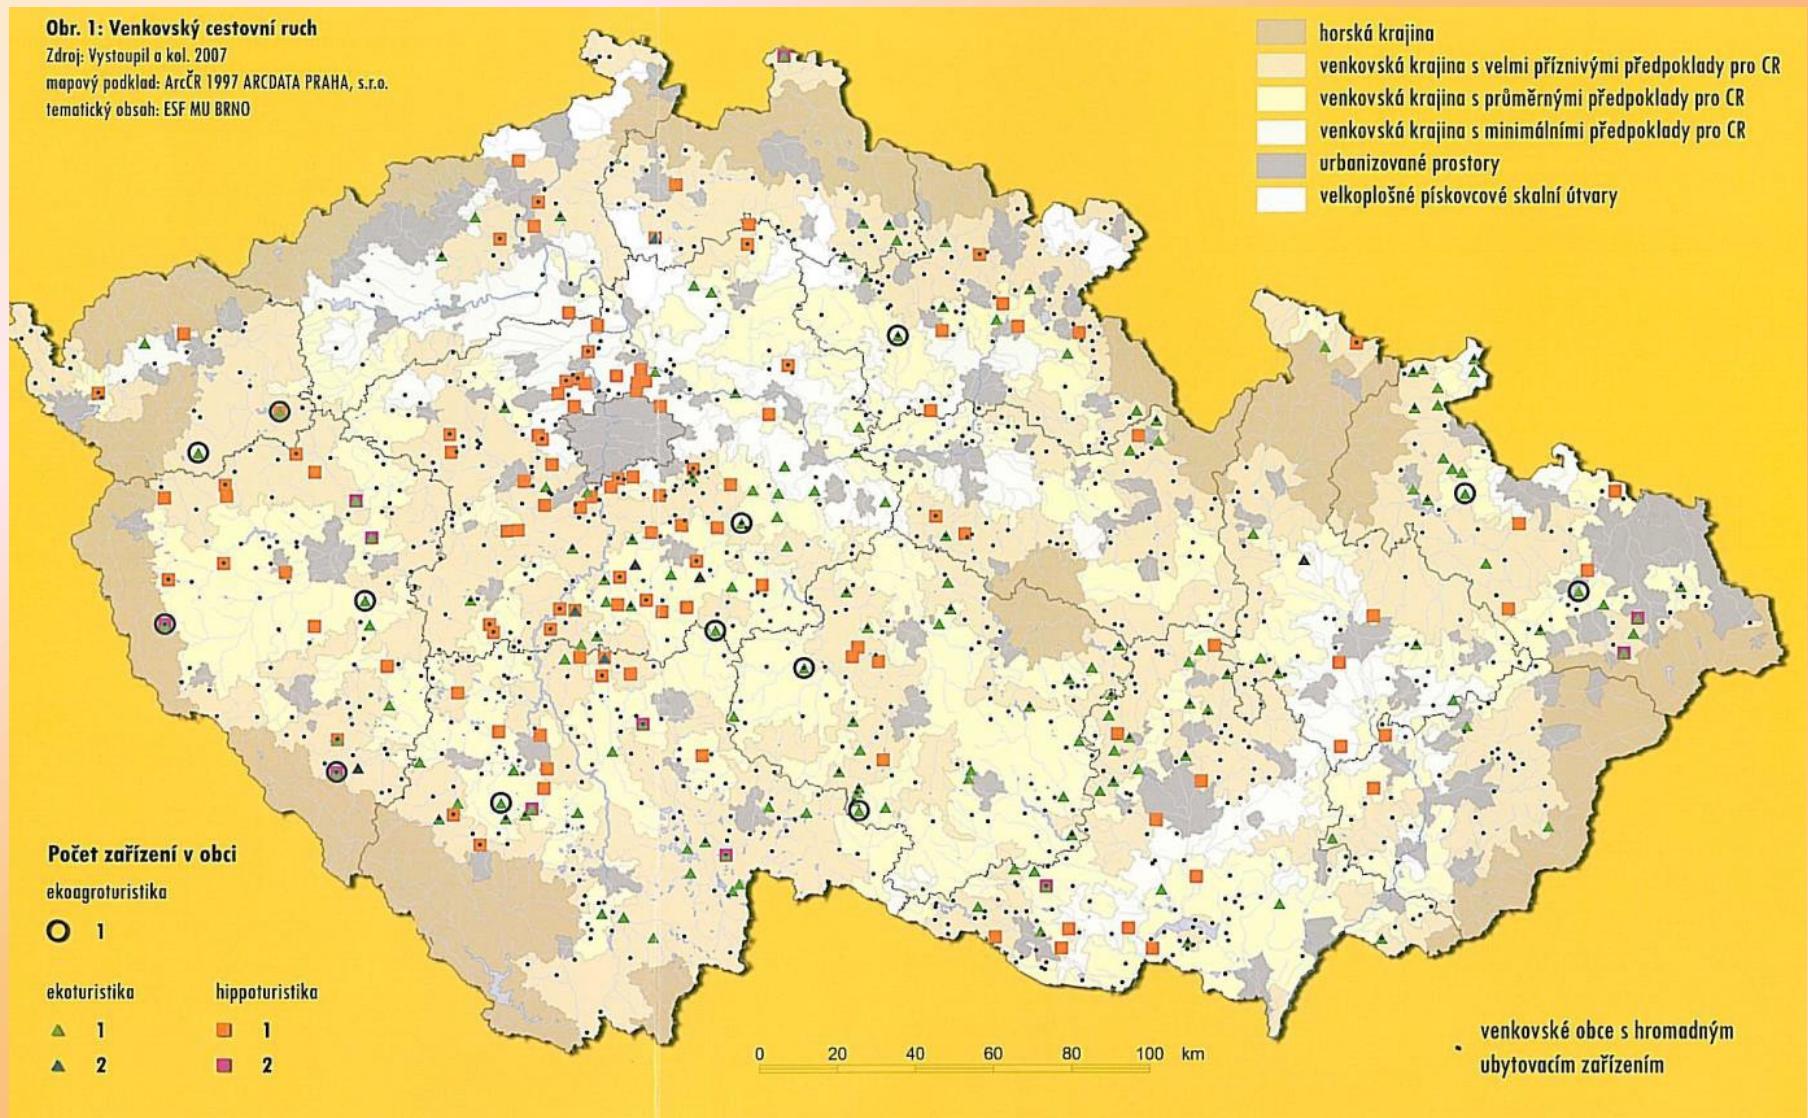 Obr. 1: Venkovský cestovní ruch
Zdroj: Vystoupil a kol. 2007
mapový podklad: ArcČR 1997 ARCDATA PRAHA, s.r.o.
tematický obsah: ESF MU BRNO
horská krajina
venkovská krajina s velmi příznivými předpoklady pro CR
venkovská krajina s průměrnými předpoklady pro CR
venkovská krajina s minimálními předpoklady pro CR
urbanizované prostory
velkoplošné pískovcové skalní útvary
Počet zařízení v obci
ekoagroturistika
1
ekoturistika hippoturistika
1 1
2 2
0 20 40 60 80 100 km
venkovské obce s hromadným
ubytovacím zařízením